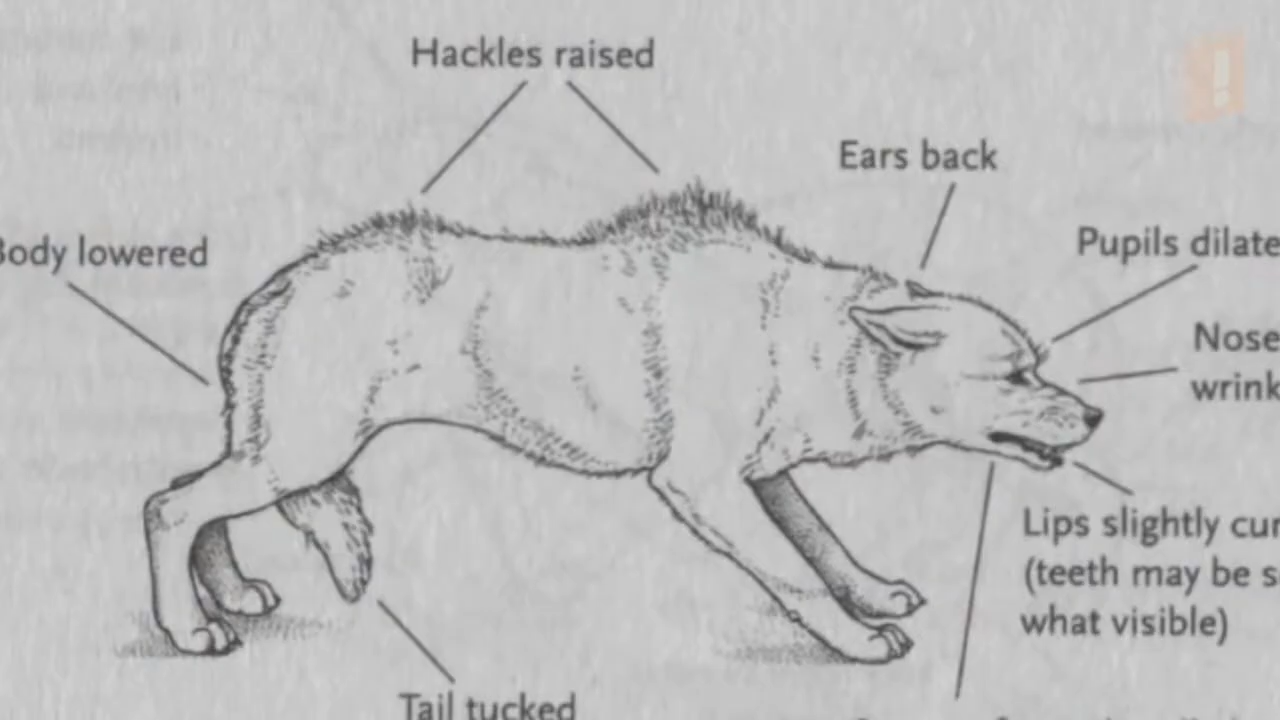 Hackles raised
Ears back
Body lowered
Pupils dilate
Nose
wrink
Lips slightly cur
(teeth may be s
what visible)
Tail tucked